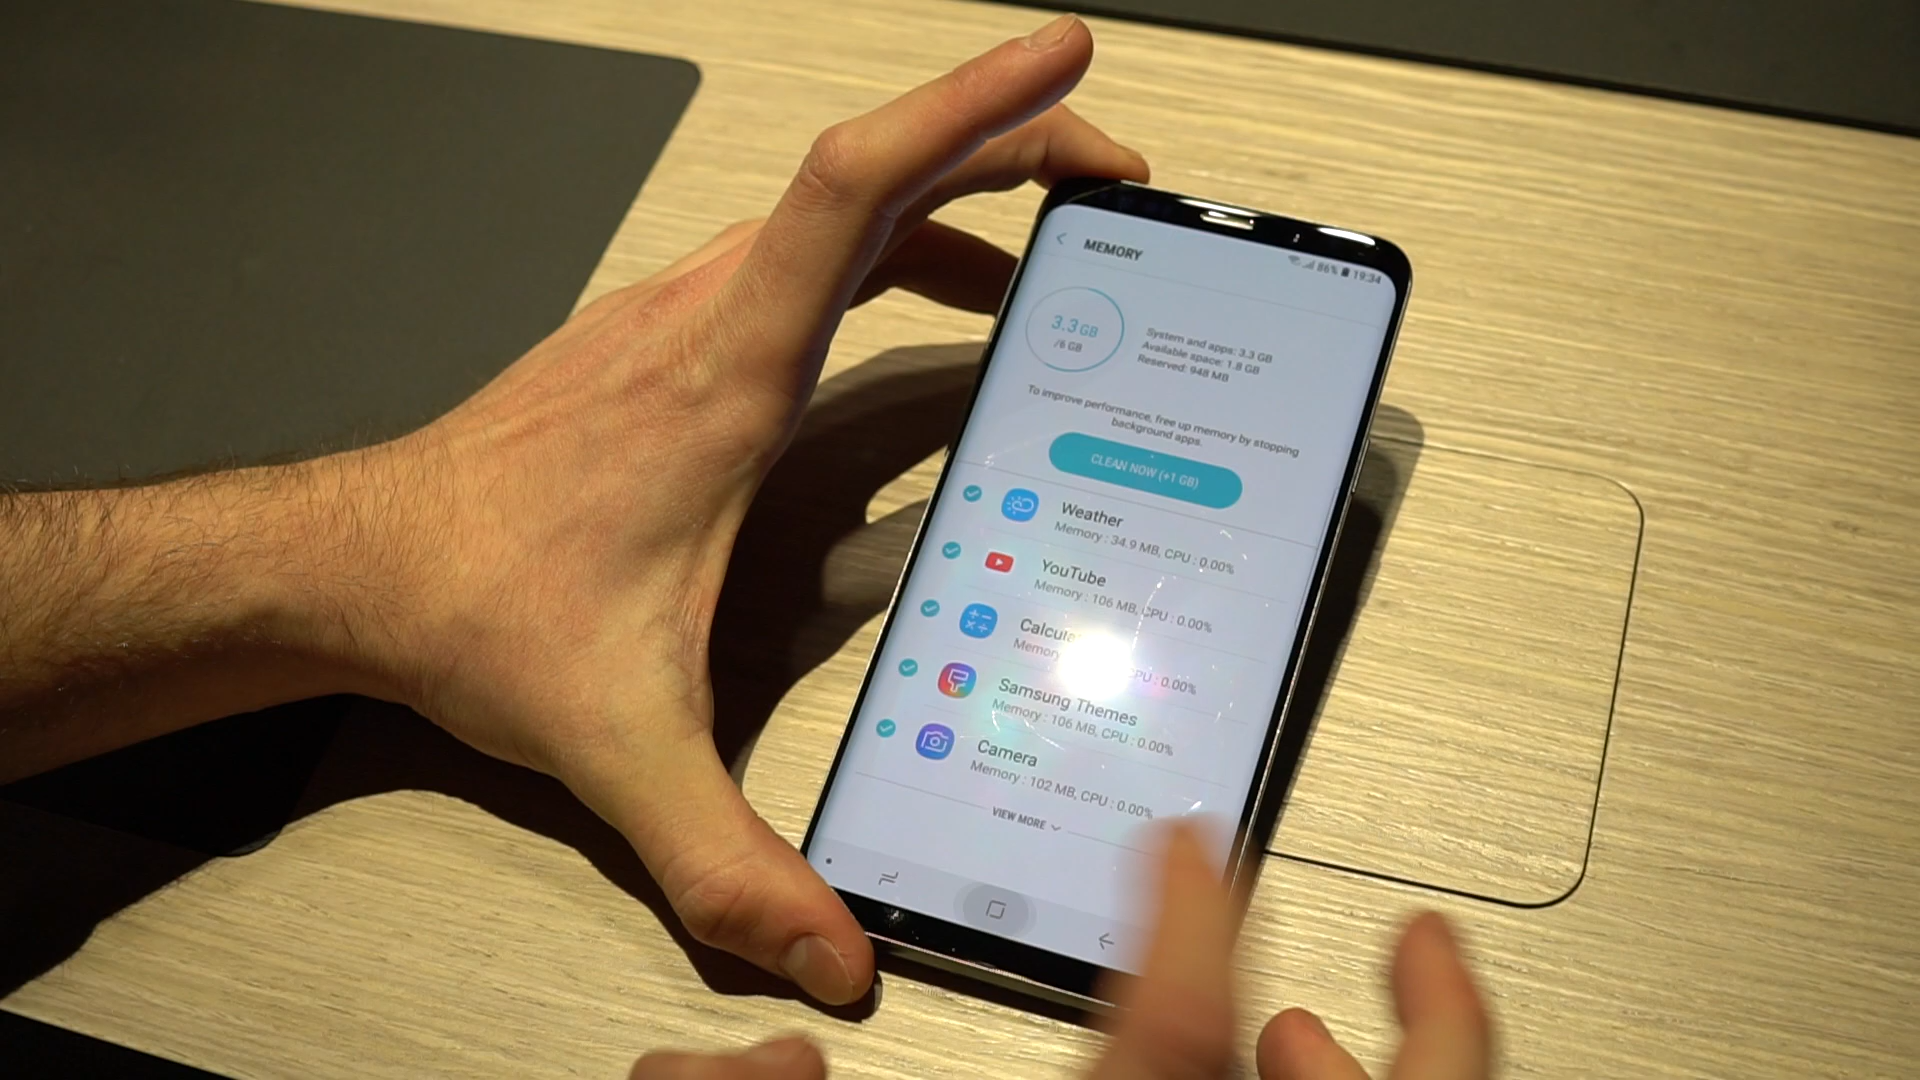 MEMORY
86% 19:34
3.3 GB
/6 GB
System and apps: 3.3 GB
Available space: 1.8 GB
Reserved: 948 MB
To improve performance, free up memory by stopping
background apps.
CLEAN NOW (+1 GB)
Weather
Memory : 34.9 MB, CPU : 0.00%
YouTube
Memory : 106 MB, CPU : 0.00%
Calcula
Memory CPU : 0.00%
Samsung Themes
Memory : 106 MB, CPU : 0.00%
Camera
Memory : 102 MB, CPU : 0.00%
VIEW MORE